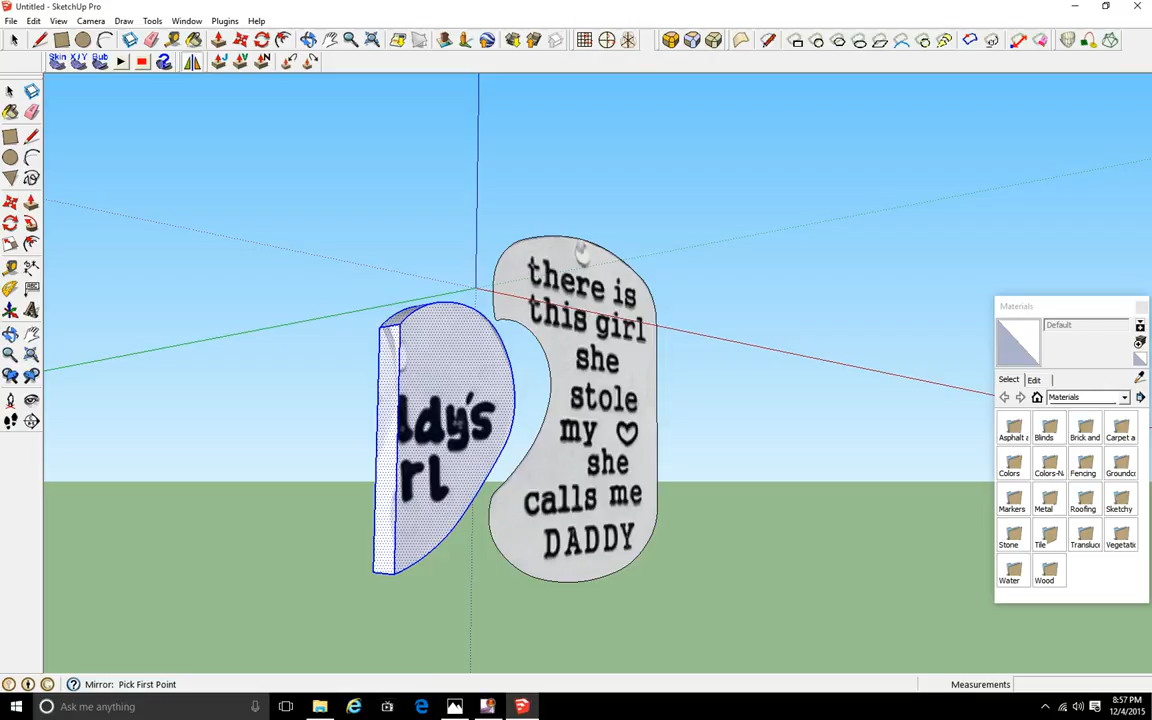 Untitled - SketchUp Pro
File Edit View Camera Draw Tools Window Plugins Help
Skin X/Y Bub
there is
this girl
she
stole
my ♡
she
calls me
DADDY
ddy's
rl
Materials
Default
Select Edit
Materials
Asphalt a Blinds Brick and Carpet a
Colors Colors-N. Fencing Groundc
Markers Metal Roofing Sketchy
Stone Tile Transluc Vegetati
Water Wood
Mirror: Pick First Point
Measurements
Ask me anything
8:57 PM
12/4/2015